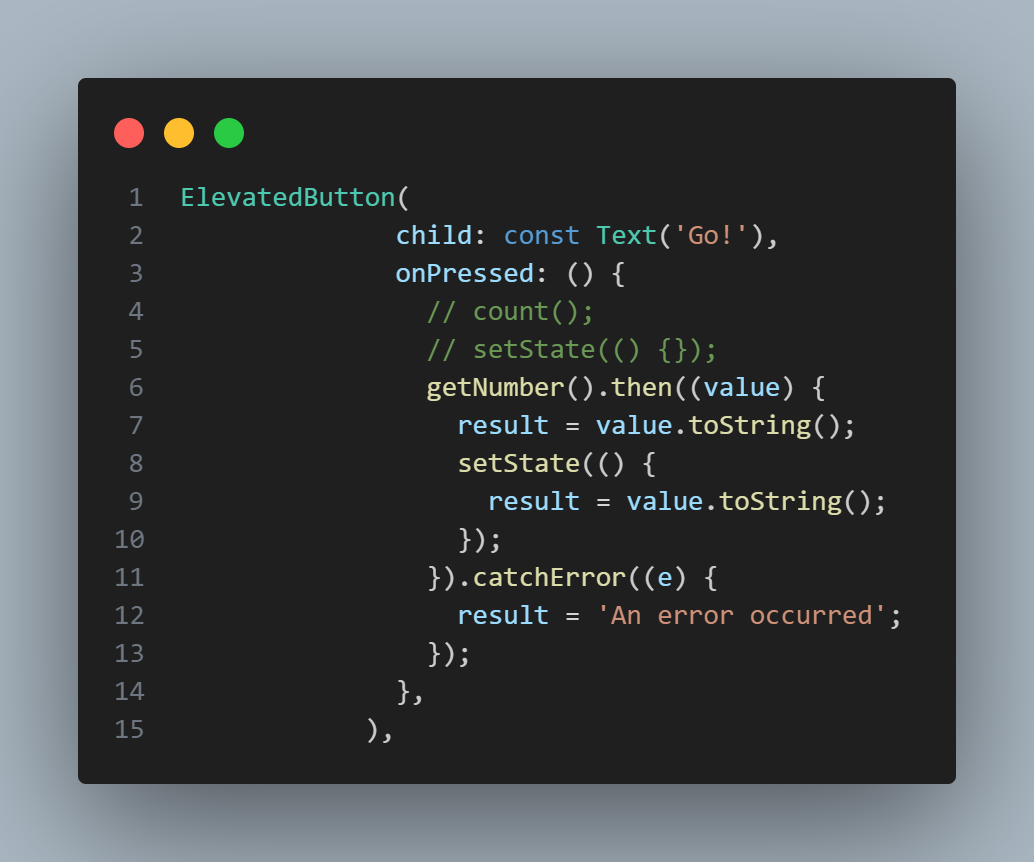 1 ElevatedButton(
2 child: const Text('Go!'),
3 onPressed: () {
4 // count();
5 // setState(() {});
6 getNumber().then((value) {
7 result = value.toString();
8 setState(() {
9 result = value.toString();
10 });
11 }).catchError((e) {
12 result = 'An error occurred';
13 });
14 },
15 ),